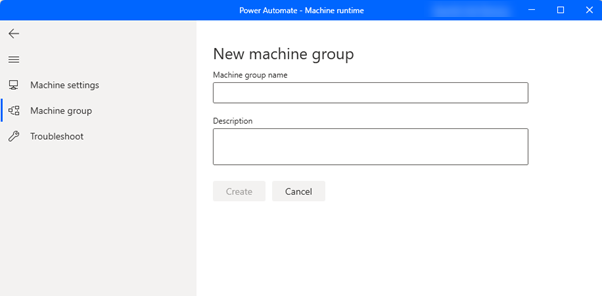 Power Automate - Machine runtime
Machine settings
Machine group
Troubleshoot
New machine group
Machine group name
Description
Create
Cancel